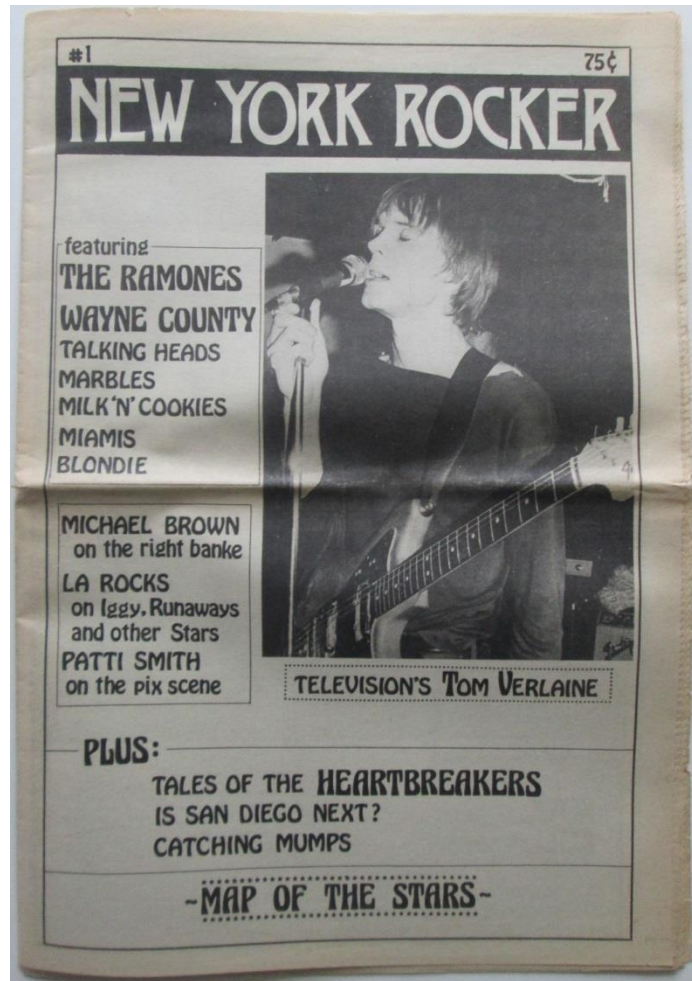 #1
75¢
NEW YORK ROCKER
featuring
THE RAMONES
WAYNE COUNTY
TALKING HEADS
MARBLES
MILK'N'COOKIES
MIAMIS
BLONDIE
MICHAEL BROWN
on the right banke
LA ROCKS
on Iggy, Runaways
and other Stars
PATTI SMITH
on the pix scene
TELEVISION'S TOM VERLAINE
PLUS:
TALES OF THE HEARTBREAKERS
IS SAN DIEGO NEXT?
CATCHING MUMPS
~MAP OF THE STARS~